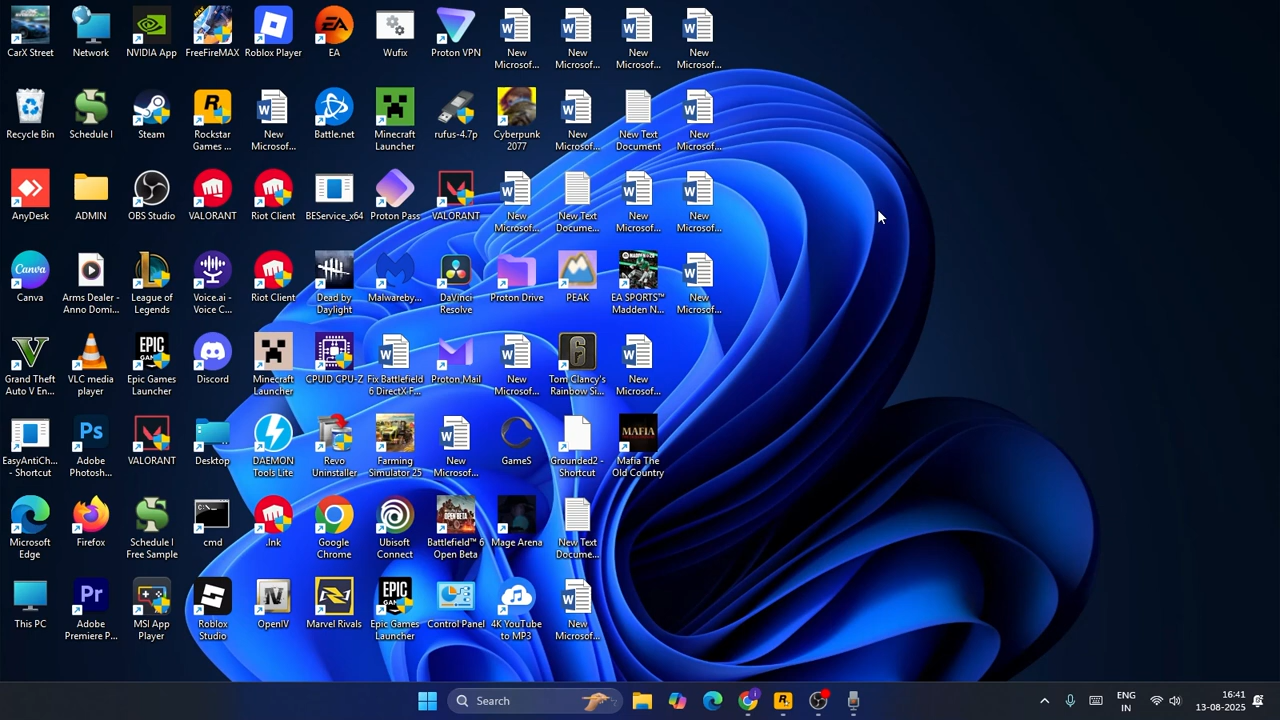 CarX Street
Network
NVIDIA App
FreeFireMAX
Roblox Player
EA
Wufix
Proton VPN
New
Microsof...
New
Microsof...
New
Microsof...
New
Microsof...
Recycle Bin
Schedule I
Steam
Rockstar
Games ...
New
Microsof...
Battle.net
Minecraft
Launcher
rufus-4.7p
Cyberpunk
2077
New
Microsof...
New Text
Document
New
Microsof...
AnyDesk
ADMIN
OBS Studio
VALORANT
Riot Client
BEService_x64
Proton Pass
VALORANT
New
Microsof...
New Text
Docume...
New
Microsof...
New
Microsof...
Canva
Arms Dealer -
Anno Domi...
League of
Legends
Voice.ai -
Voice C...
Riot Client
Dead by
Daylight
Malwareby...
DaVinci
Resolve
Proton Drive
PEAK
EA SPORTS™
Madden N...
New
Microsof...
Grand Theft
Auto V En...
VLC media
player
Epic Games
Launcher
Discord
Minecraft
Launcher
CPUID CPU-Z
Fix Battlefield
6 DirectX F...
Proton Mail
New
Microsof...
Tom Clancy's
Rainbow Si...
New
Microsof...
EasyAntiCh...
- Shortcut
Adobe
Photosh...
VALORANT
Desktop
DAEMON
Tools Lite
Revo
Uninstaller
Farming
Simulator 25
New
Microsof...
GameS
Grounded2 -
Shortcut
Mafia The
Old Country
Microsoft
Edge
Firefox
Schedule I
Free Sample
cmd
.lnk
Google
Chrome
Ubisoft
Connect
Battlefield™ 6
Open Beta
Mage Arena
New Text
Docume...
This PC
Adobe
Premiere P...
MSI App
Player
Roblox
Studio
OpenIV
Marvel Rivals
Epic Games
Launcher
Control Panel
4K YouTube
to MP3
New
Microsof...
Search
ENG
IN
16:41
13-08-2025